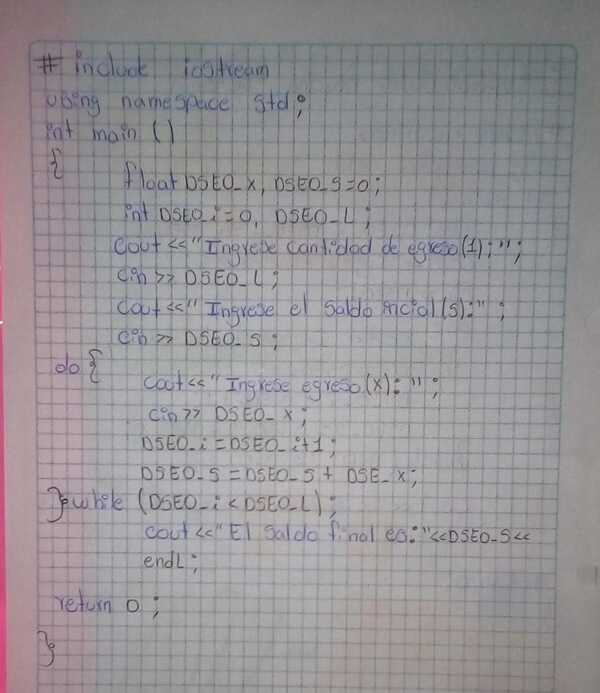 # include iostream
using namespace std;
int main ()
{
float DSEO_x, DSEO_S=0;
int DSEO_i=0, DSEO_L;
cout<<"Ingrese cantidad de egreso(1):";
cin>> DSEO_L;
cout<<"Ingrese el saldo incial(s):";
cin>> DSEO_S;
do{
cout<<"Ingrese egreso(x): ";
cin>> DSEO_x;
DSEO_i=DSEO_i+1;
DSEO_S=DSEO_S + DSE_x;
}while (DSEO_i<DSEO_L);
cout<<"El saldo final es:"<<DSEO_S<<
endL;
return 0;
}